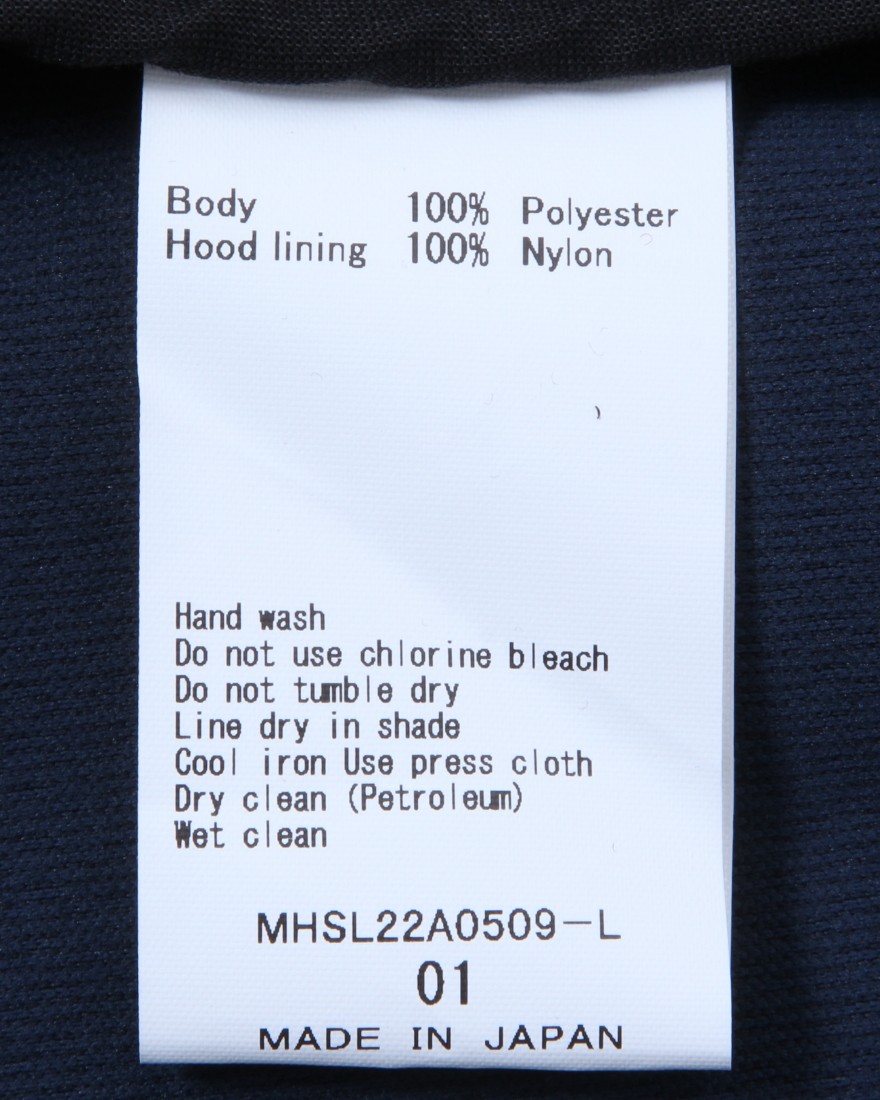 Body 100% Polyester
Hood lining 100% Nylon
Hand wash
Do not use chlorine bleach
Do not tumble dry
Line dry in shade
Cool iron Use press cloth
Dry clean (Petroleum)
Wet clean
MHSL22A0509-L
01
MADE IN JAPAN